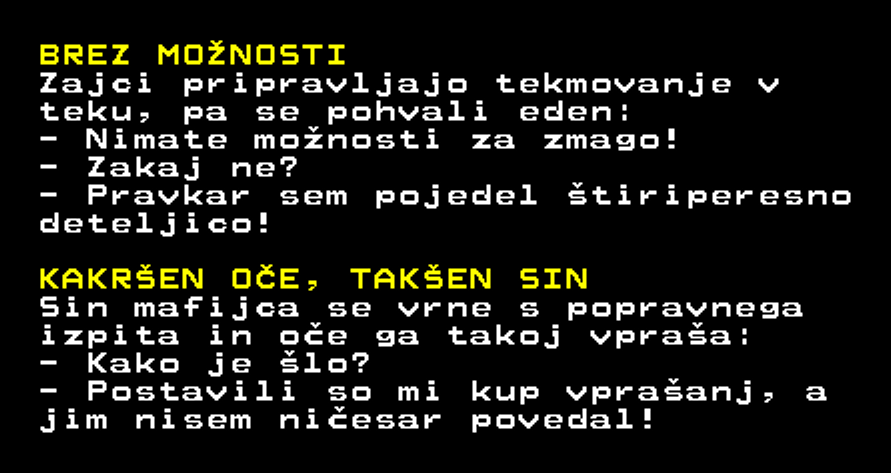 BREZ MOŽNOSTI
Zajci pripravljajo tekmovanje v
teku, pa se pohvali eden:
- Nimate možnosti za zmago!
- Zakaj ne?
- Pravkar sem pojedel štiriperesno
deteljico!
KAKRŠEN OČE, TAKŠEN SIN
Sin mafijca se vrne s popravnega
izpita in oče ga takoj vpraša:
- Kako je šlo?
- Postavili so mi kup vprašanj, a
jim nisem ničesar povedal!